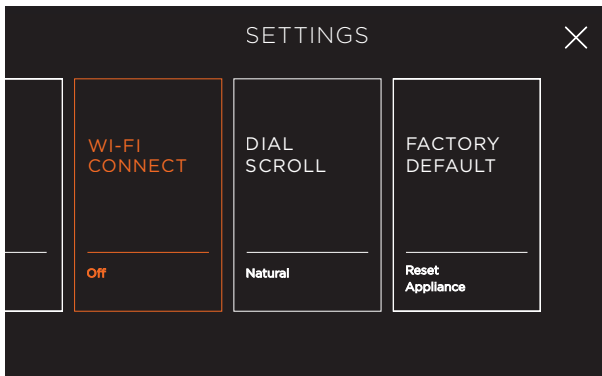 SETTINGS
WI-FI
CONNECT
Off
DIAL
SCROLL
Natural
FACTORY
DEFAULT
Reset
Appliance